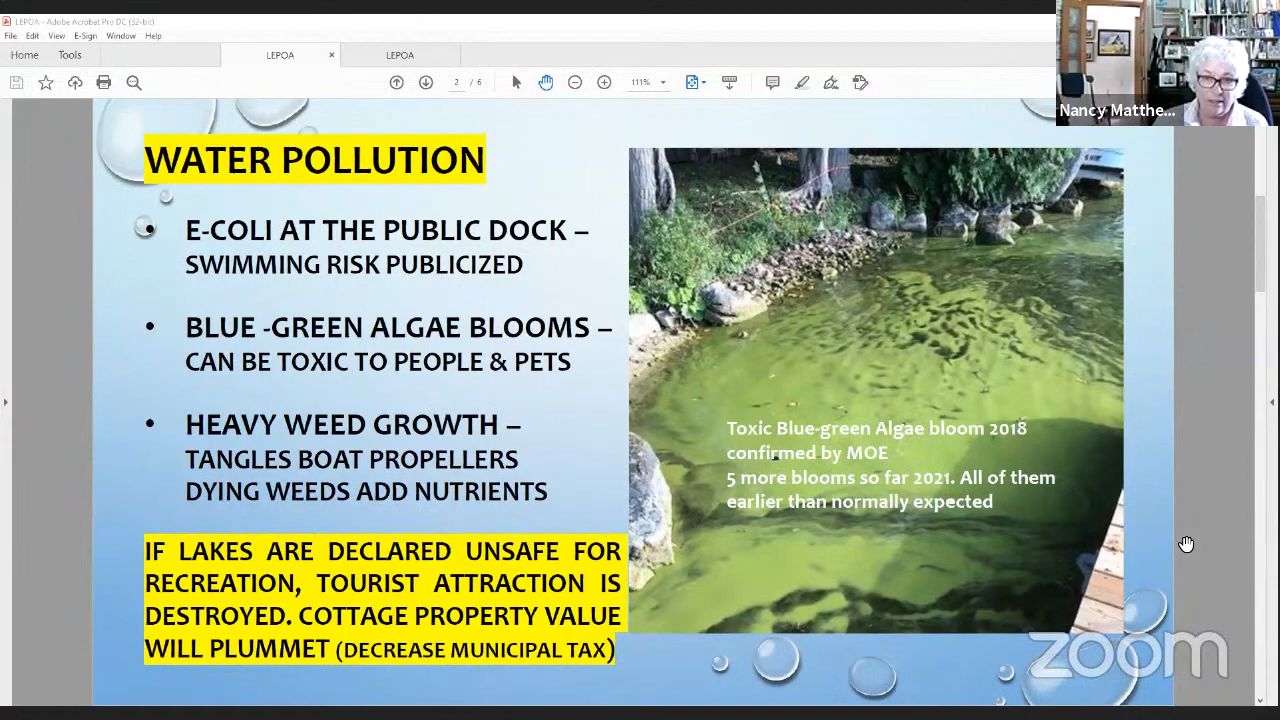 LEPOA - Adobe Acrobat Pro DC (32-bit)
File Edit View E-Sign Window Help
Home Tools LEPOA × LEPOA
2 / 6 111%
Nancy Matthe...
WATER POLLUTION
• E-COLI AT THE PUBLIC DOCK –
SWIMMING RISK PUBLICIZED
• BLUE -GREEN ALGAE BLOOMS –
CAN BE TOXIC TO PEOPLE & PETS
• HEAVY WEED GROWTH –
TANGLES BOAT PROPELLERS
DYING WEEDS ADD NUTRIENTS
IF LAKES ARE DECLARED UNSAFE FOR
RECREATION, TOURIST ATTRACTION IS
DESTROYED. COTTAGE PROPERTY VALUE
WILL PLUMMET (DECREASE MUNICIPAL TAX)
Toxic Blue-green Algae bloom 2018
confirmed by MOE
5 more blooms so far 2021. All of them
earlier than normally expected
zoom